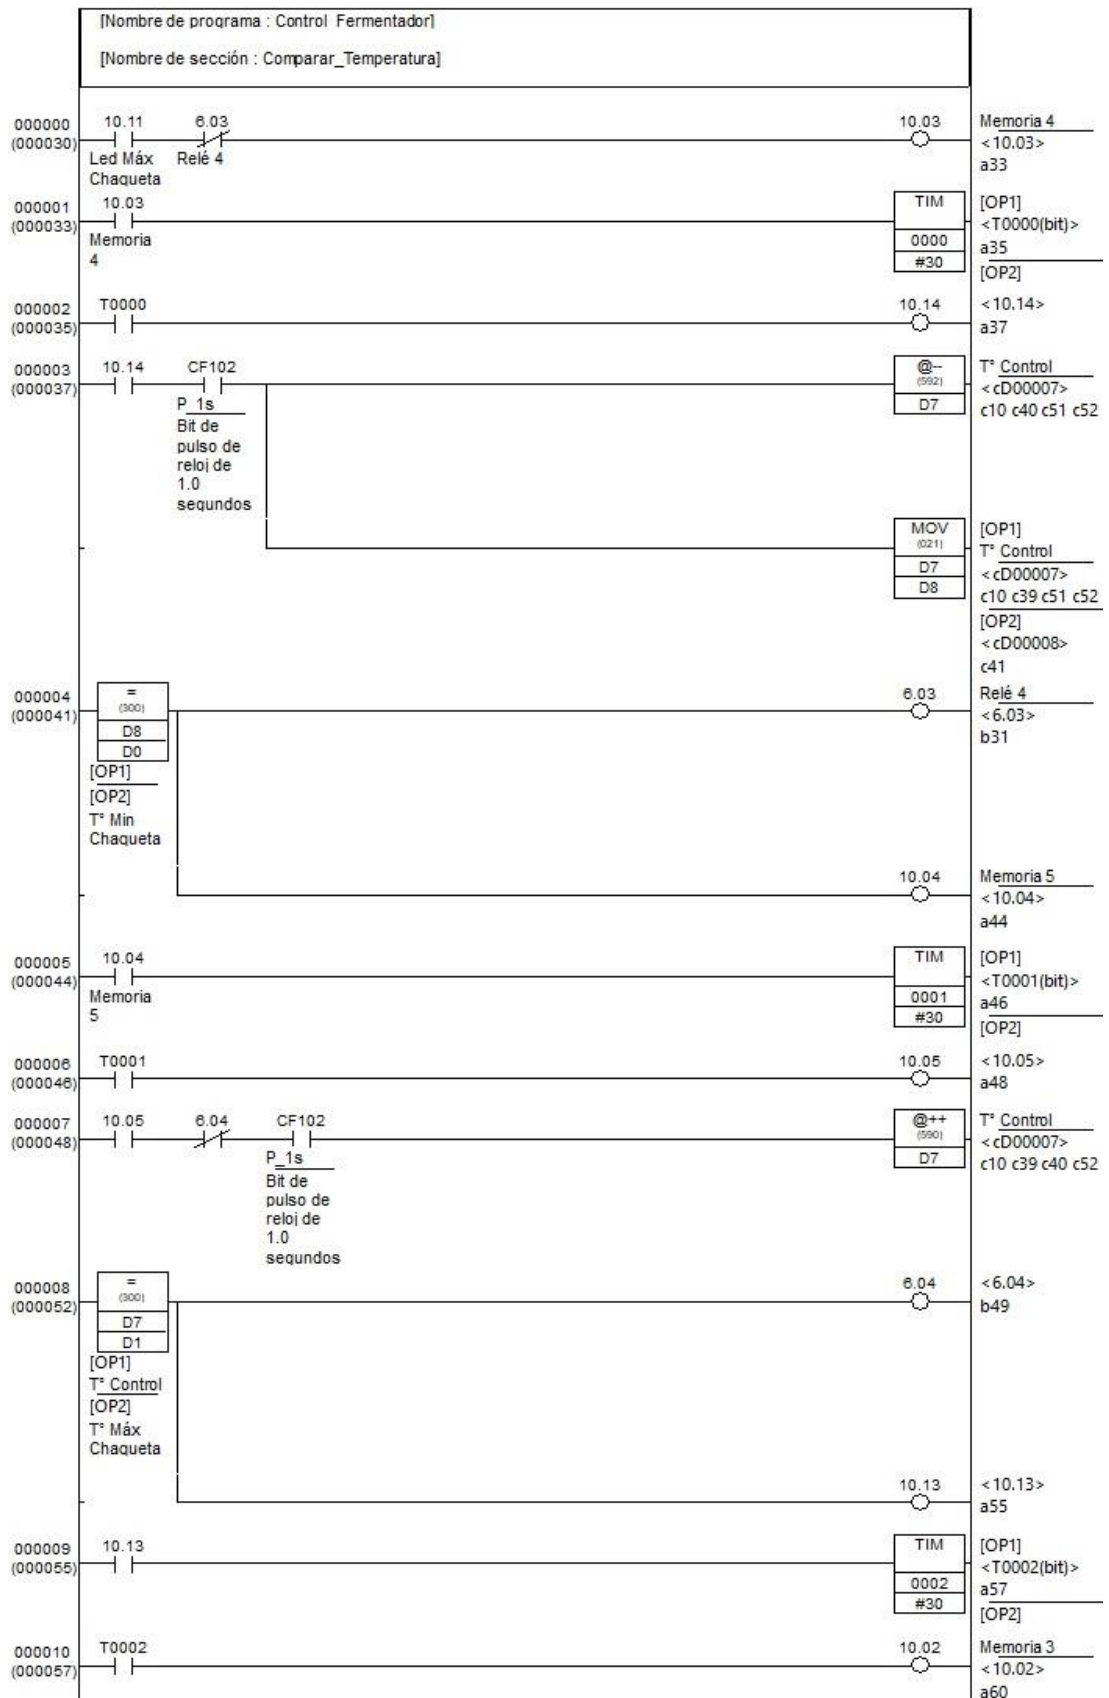 [Nombre de programa : Control_Fermentador]
[Nombre de sección : Comparar_Temperatura]
000000
(000030)
10.11
Led Máx
Chaqueta
6.03
Relé 4
10.03
Memoria 4
<10.03>
a33
000001
(000033)
10.03
Memoria
4
TIM
0000
#30
[OP1]
<T0000(bit)>
a35
[OP2]
000002
(000035)
T0000
10.14
<10.14>
a37
000003
(000037)
10.14
CF102
P_1s
Bit de
pulso de
reloj de
1.0
segundos
@--
(592)
D7
T° Control
<cD00007>
c10 c40 c51 c52
MOV
(021)
D7
D8
[OP1]
T° Control
<cD00007>
c10 c39 c51 c52
[OP2]
<cD00008>
c41
000004
(000041)
=
(300)
D8
D0
[OP1]
[OP2]
T° Min
Chaqueta
6.03
Relé 4
<6.03>
b31
10.04
Memoria 5
<10.04>
a44
000005
(000044)
10.04
Memoria
5
TIM
0001
#30
[OP1]
<T0001(bit)>
a46
[OP2]
000006
(000046)
T0001
10.05
<10.05>
a48
000007
(000048)
10.05
6.04
CF102
P_1s
Bit de
pulso de
reloj de
1.0
segundos
@++
(590)
D7
T° Control
<cD00007>
c10 c39 c40 c52
000008
(000052)
=
(300)
D7
D1
[OP1]
T° Control
[OP2]
T° Máx
Chaqueta
6.04
<6.04>
b49
10.13
<10.13>
a55
000009
(000055)
10.13
TIM
0002
#30
[OP1]
<T0002(bit)>
a57
[OP2]
000010
(000057)
T0002
10.02
Memoria 3
<10.02>
a60